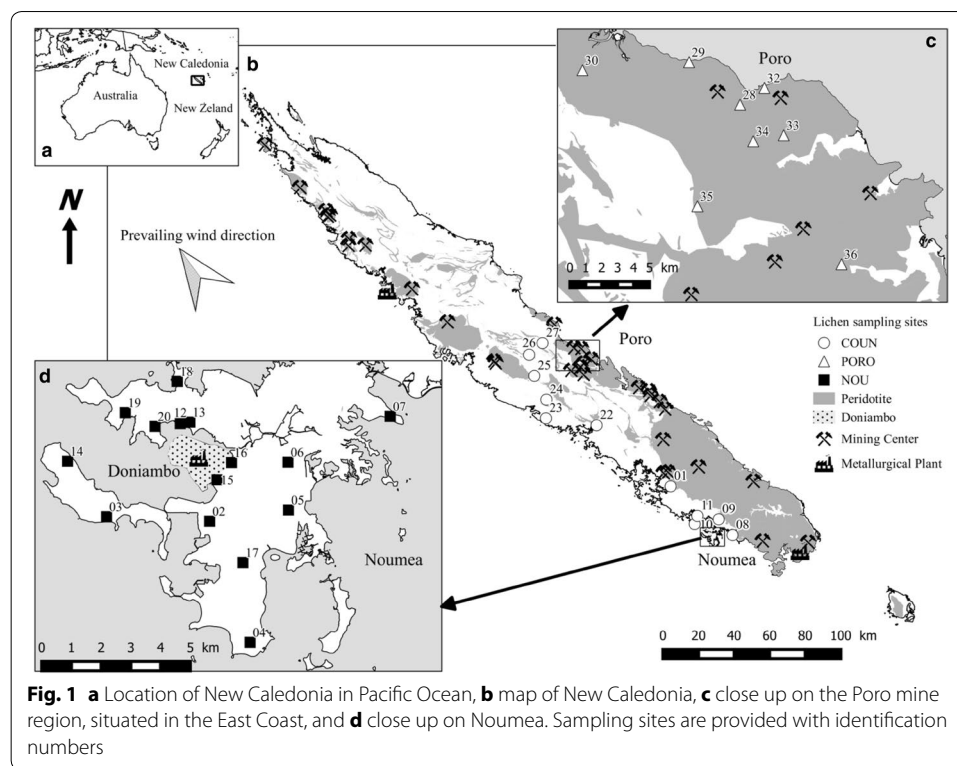 New Caledonia
Australia
New Żeland
a
b
N
Prevailing wind direction
c
Poro
29
30
32
28
33
34
35
36
0 1 2 3 4 5 km
Lichen sampling sites
COUN
PORO
NOU
Peridotite
Doniambo
Mining Center
Metallurgical Plant
Poro
27
26
25
24
23
22
01
11
09
10
08
Noumea
0 20 40 60 80 100 km
d
18
19
20
12
13
07
14
16
06
Doniambo
15
03
02
05
17
Noumea
04
0 1 2 3 4 5 km
Fig. 1 a Location of New Caledonia in Pacific Ocean, b map of New Caledonia, c close up on the Poro mine
region, situated in the East Coast, and d close up on Noumea. Sampling sites are provided with identification
numbers